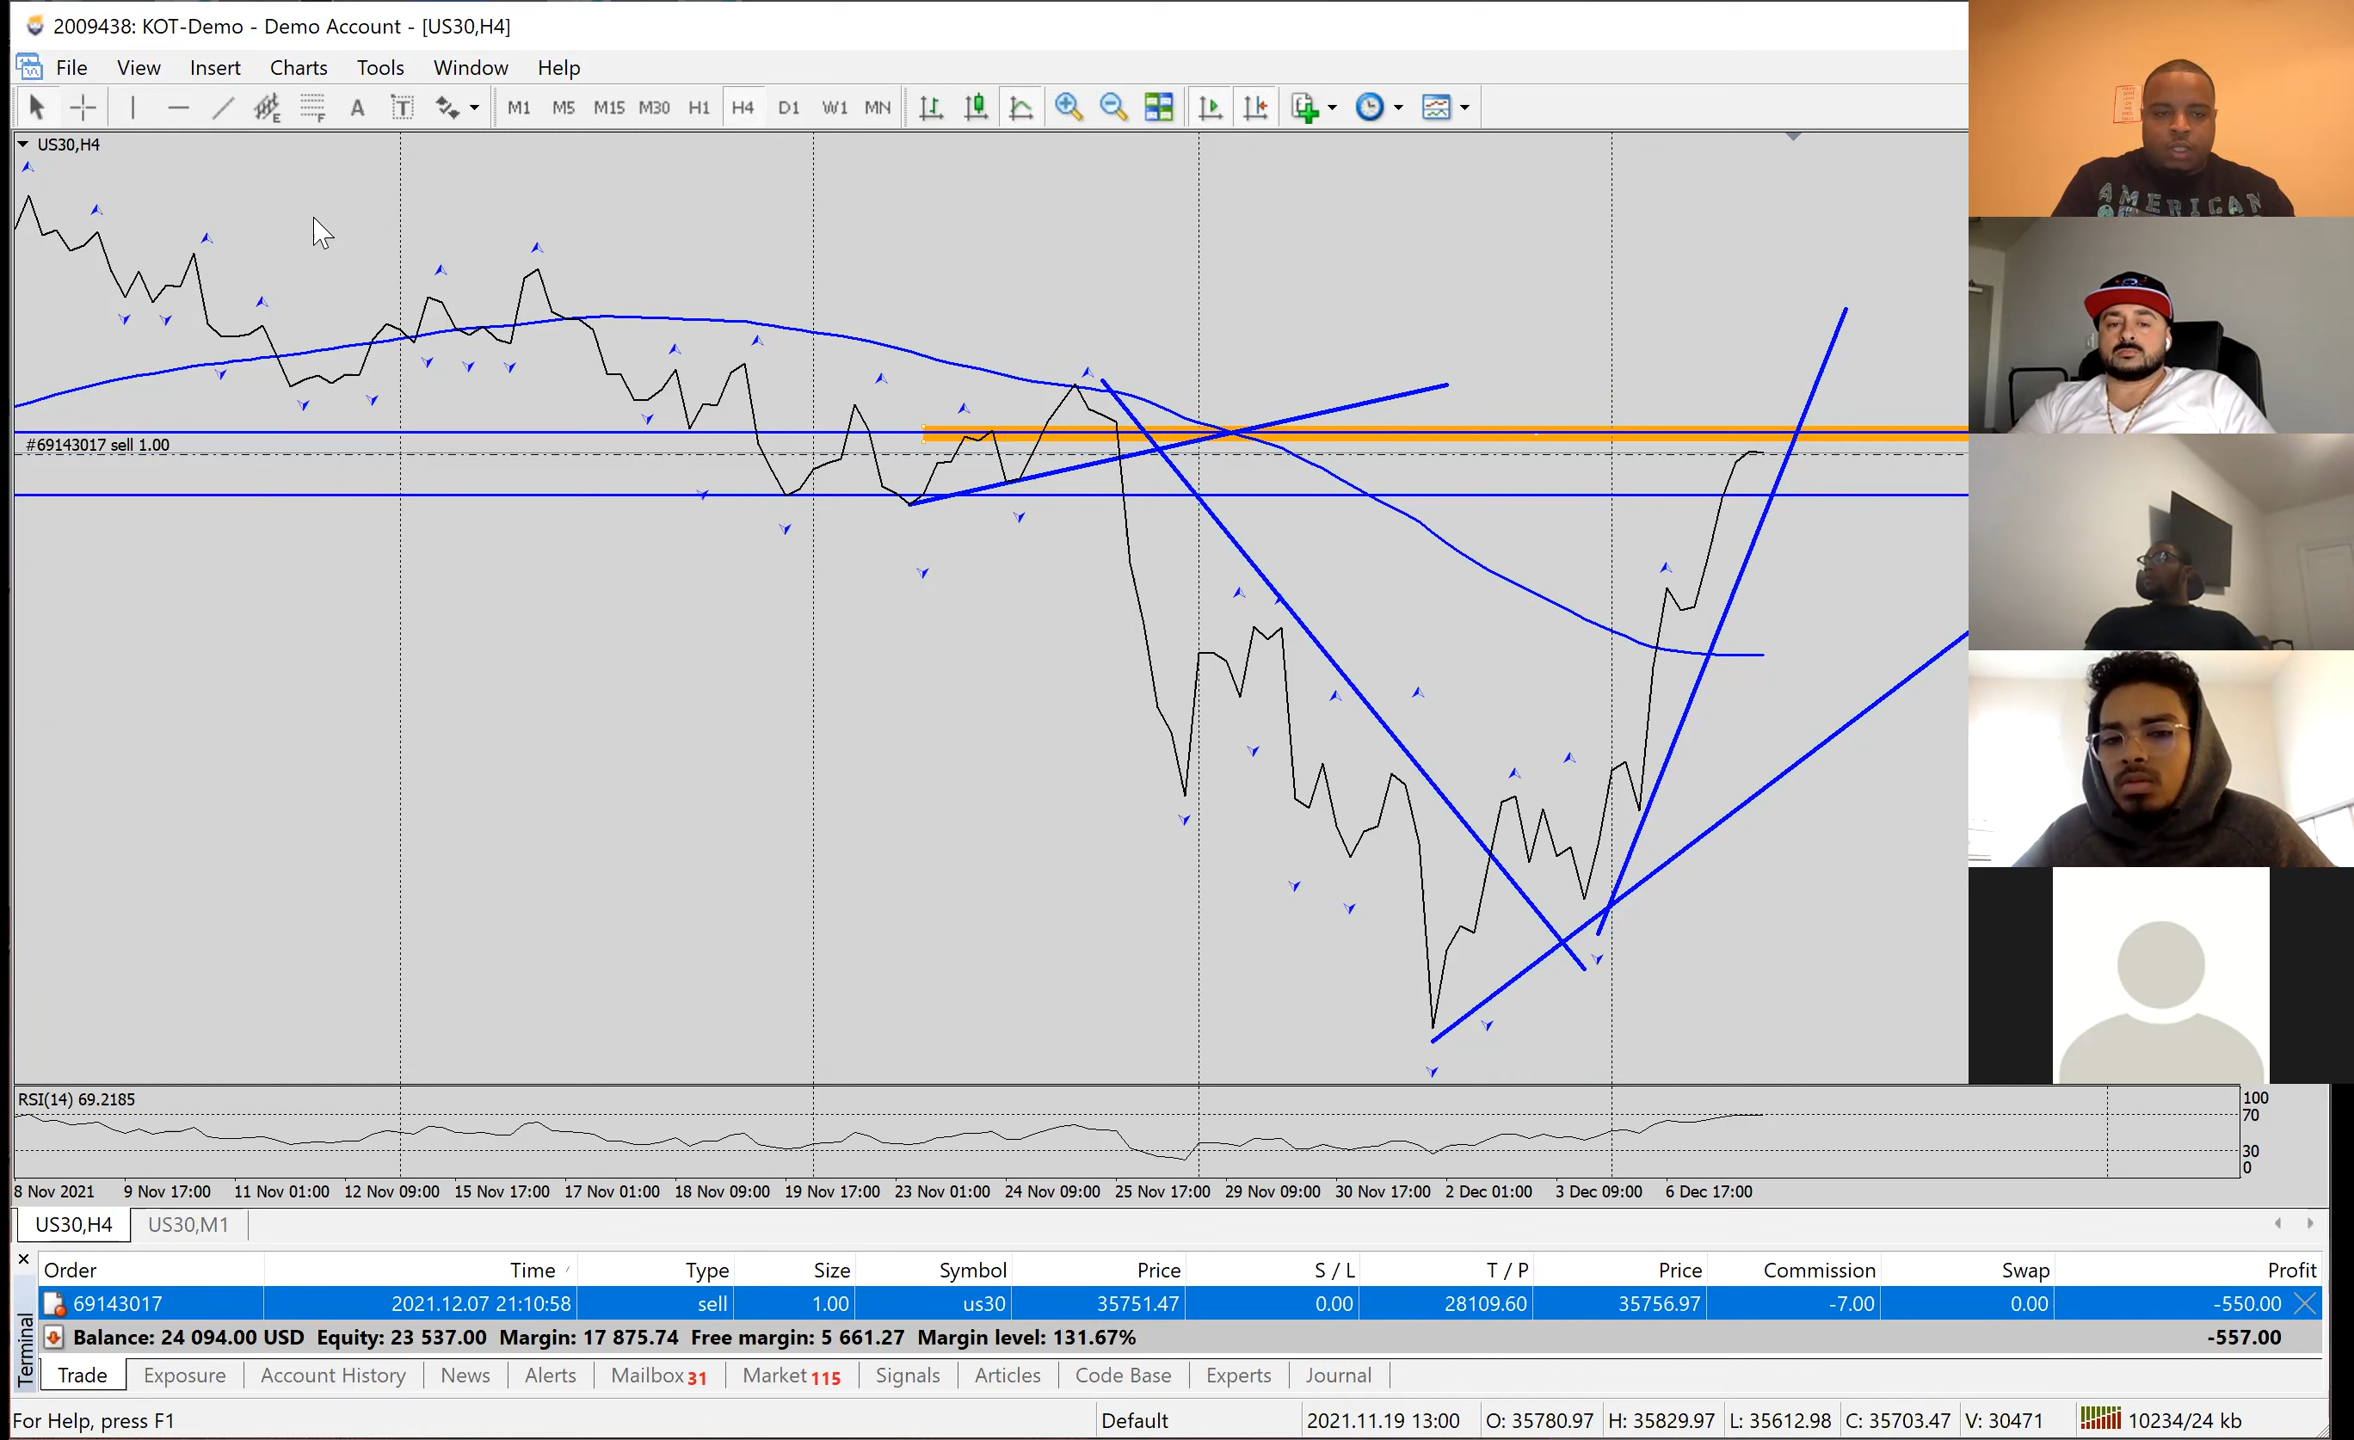 2009438: KOT-Demo - Demo Account - [US30,H4]
File View Insert Charts Tools Window Help
M1 M5 M15 M30 H1 H4 D1 W1 MN
US30,H4
#69143017 sell 1.00
AMERICAN
RSI(14) 69.2185
100
70
30
0
8 Nov 2021 9 Nov 17:00 11 Nov 01:00 12 Nov 09:00 15 Nov 17:00 17 Nov 01:00 18 Nov 09:00 19 Nov 17:00 23 Nov 01:00 24 Nov 09:00 25 Nov 17:00 29 Nov 09:00 30 Nov 17:00 2 Dec 01:00 3 Dec 09:00 6 Dec 17:00
US30,H4 US30,M1
Order Time Type Size Symbol Price S / L T / P Price Commission Swap Profit
69143017 2021.12.07 21:10:58 sell 1.00 us30 35751.47 0.00 28109.60 35756.97 -7.00 0.00 -550.00
Balance: 24 094.00 USD Equity: 23 537.00 Margin: 17 875.74 Free margin: 5 661.27 Margin level: 131.67% -557.00
Terminal
Trade Exposure Account History News Alerts Mailbox 31 Market 115 Signals Articles Code Base Experts Journal
For Help, press F1 Default 2021.11.19 13:00 O: 35780.97 H: 35829.97 L: 35612.98 C: 35703.47 V: 30471 10234/24 kb